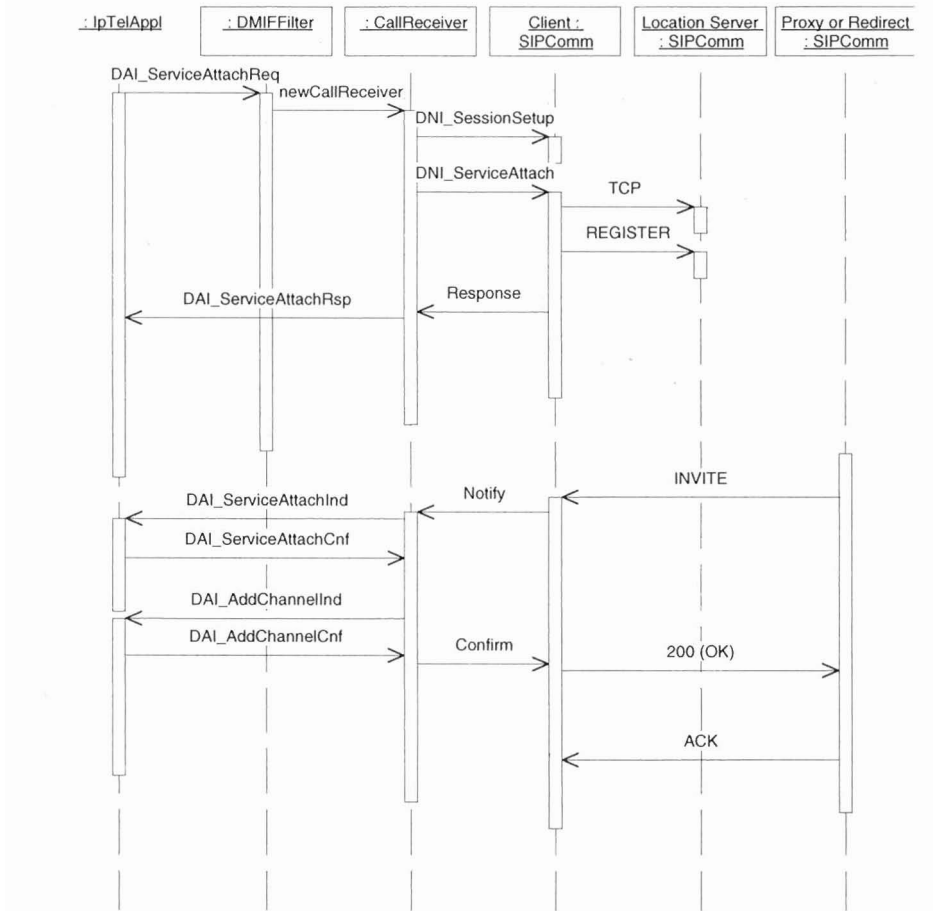 : IpTelAppl
: DMIFFilter
: CallReceiver
Client :
SIPComm
Location Server
: SIPComm
Proxy or Redirect
: SIPComm
DAI_ServiceAttachReq
newCallReceiver
DNI_SessionSetup
DNI_ServiceAttach
TCP
REGISTER
DAI_ServiceAttachRsp
Response
INVITE
Notify
DAI_ServiceAttachInd
DAI_ServiceAttachCnf
DAI_AddChannelInd
DAI_AddChannelCnf
Confirm
200 (OK)
ACK